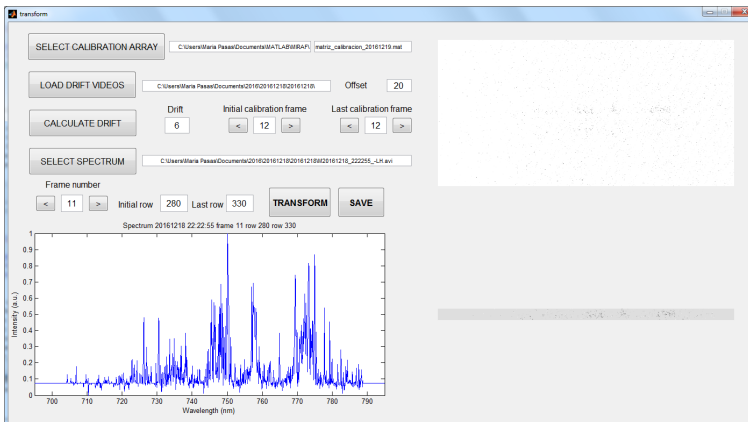 transform
SELECT CALIBRATION ARRAY C:\Users\Maria Pasas\Documents\MATLAB\MIRAF\ matriz_calibracion_20161219.mat
LOAD DRIFT VIDEOS C:\Users\Maria Pasas\Documents\2016\20161218\20161218\ Offset 20
Drift Initial calibration frame Last calibration frame
CALCULATE DRIFT 6 < 12 > < 12 >
SELECT SPECTRUM C:\Users\Maria Pasas\Documents\2016\20161218\20161218\M20161218_222255_-LH.avi
Frame number
< 11 > Initial row 280 Last row 330 TRANSFORM SAVE
Spectrum 20161218 22:22:55 frame 11 row 280 row 330
1
0.9
0.8
0.7
0.6
0.5
0.4
0.3
0.2
0.1
0
Intensity (a.u.)
700 710 720 730 740 750 760 770 780 790
Wavelength (nm)